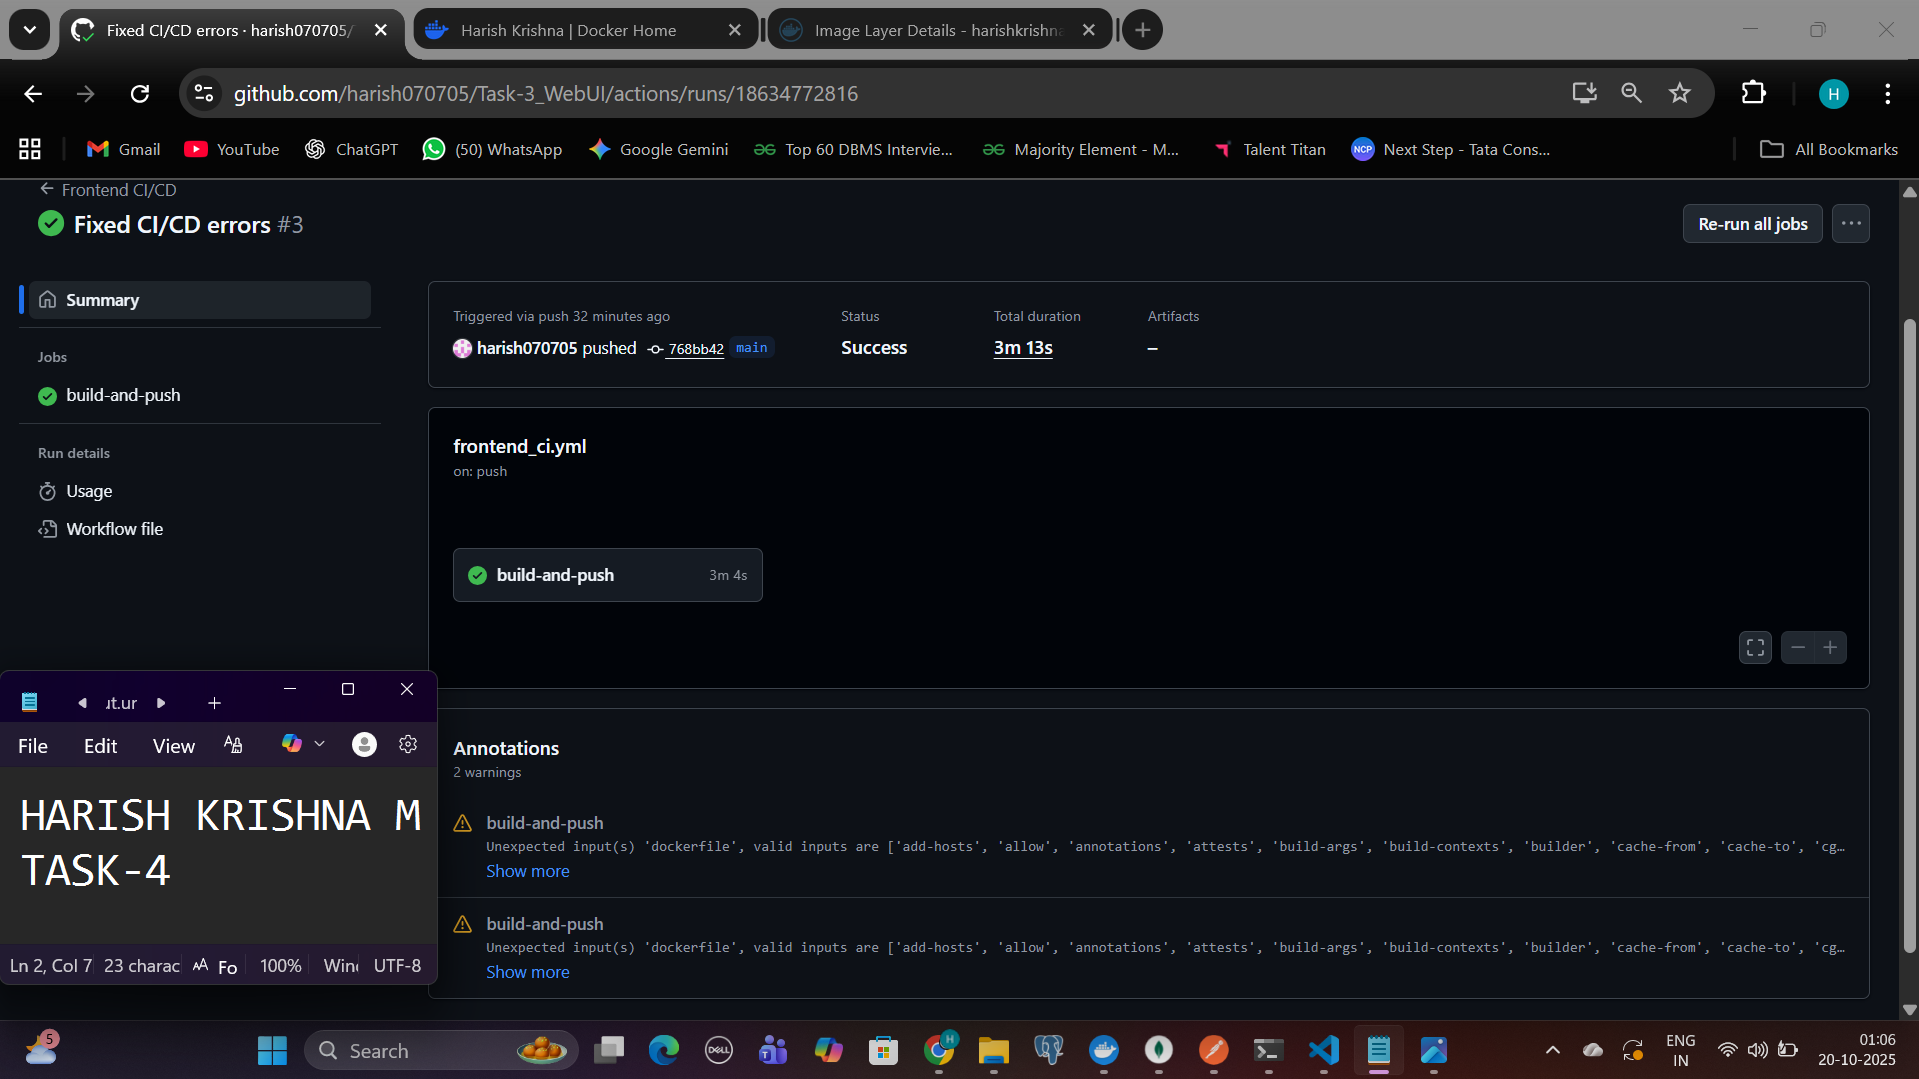 Fixed CI/CD errors · harish070705/
Harish Krishna | Docker Home
Image Layer Details - harishkrishna
github.com/harish070705/Task-3_WebUI/actions/runs/18634772816
H
Gmail
YouTube
ChatGPT
(50) WhatsApp
Google Gemini
Top 60 DBMS Intervie...
Majority Element - M...
Talent Titan
NCP
Next Step - Tata Cons...
All Bookmarks
Frontend CI/CD
Fixed CI/CD errors #3
Re-run all jobs
Summary
Jobs
build-and-push
Run details
Usage
Workflow file
Triggered via push 32 minutes ago
harish070705 pushed 768bb42 main
Status
Success
Total duration
3m 13s
Artifacts
–
frontend_ci.yml
on: push
build-and-push 3m 4s
Annotations
2 warnings
build-and-push
Unexpected input(s) 'dockerfile', valid inputs are ['add-hosts', 'allow', 'annotations', 'attests', 'build-args', 'build-contexts', 'builder', 'cache-from', 'cache-to', 'cg…
Show more
build-and-push
Unexpected input(s) 'dockerfile', valid inputs are ['add-hosts', 'allow', 'annotations', 'attests', 'build-args', 'build-contexts', 'builder', 'cache-from', 'cache-to', 'cg…
Show more
File Edit View
HARISH KRISHNA M
TASK-4
Ln 2, Col 7 23 charac Fo 100% Win UTF-8
5
Search
DELL
H
ENG
IN
01:06
20-10-2025